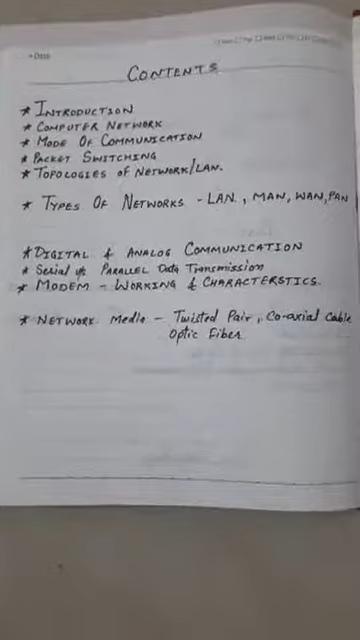 Date
CONTENTS
* INTRODUCTION
* COMPUTER NETWORK
* MODE OF COMMUNICATION
* PACKET SWITCHING
* TOPOLOGIES OF NETWORK/LAN.
* TYPES OF NETWORKS - LAN, MAN, WAN, PAN
* DIGITAL & ANALOG COMMUNICATION
* Serial PARALLEL Data Transmission
* MODEM - WORKING & CHARACTERSTICS.
* NETWORK Media - Twisted Pair, Co-axial Cable
Optic Fiber